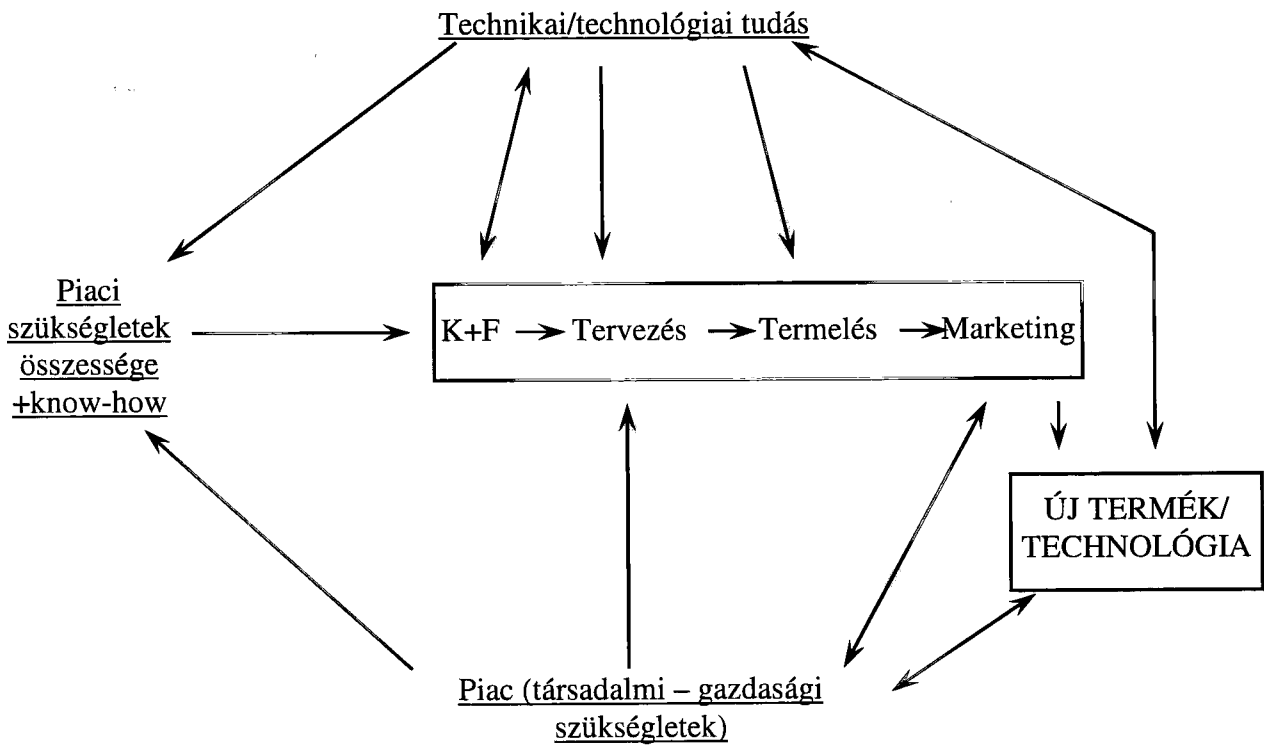 Technikai/technológiai tudás
Piaci
szükségletek
összessége
+know-how
K+F Tervezés Termelés Marketing
ÚJ TERMÉK/
TECHNOLÓGIA
Piac (társadalmi – gazdasági
szükségletek)